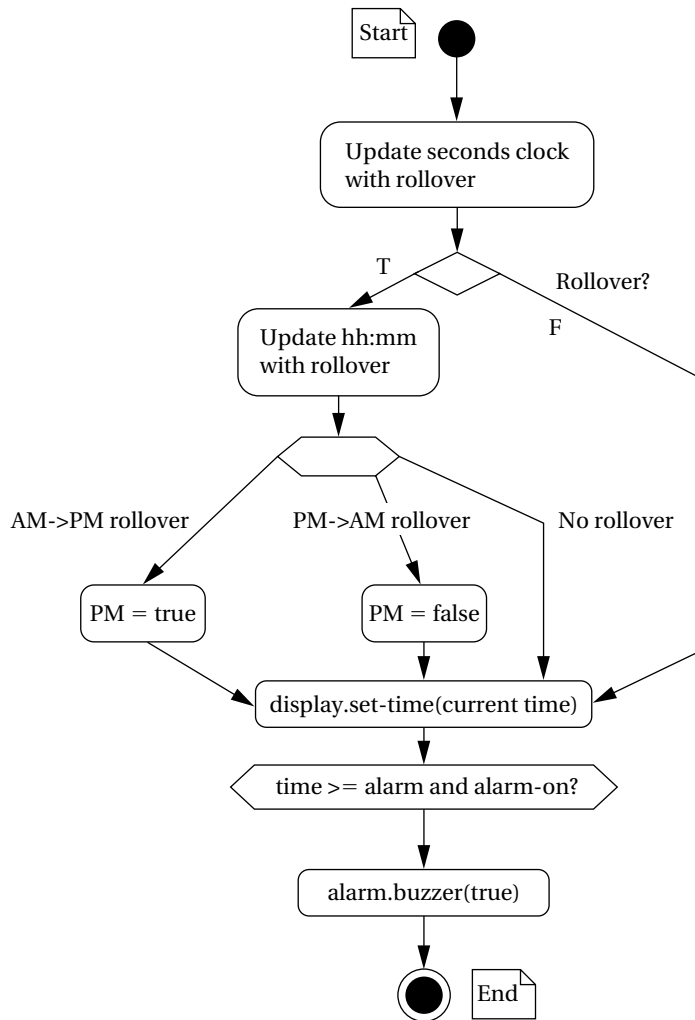 Start
Update seconds clock
with rollover
T
Rollover?
F
Update hh:mm
with rollover
AM->PM rollover
PM->AM rollover
No rollover
PM = true
PM = false
display.set-time(current time)
time >= alarm and alarm-on?
alarm.buzzer(true)
End